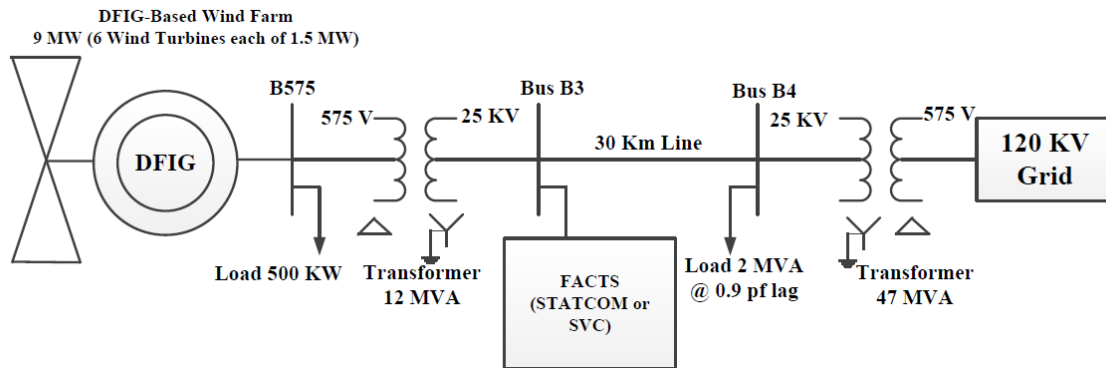 DFIG-Based Wind Farm
9 MW (6 Wind Turbines each of 1.5 MW)
B575
575 V
25 KV
Bus B3
Bus B4
25 KV
575 V
DFIG
30 Km Line
120 KV
Grid
Load 500 KW
Transformer
12 MVA
FACTS
(STATCOM or
SVC)
Load 2 MVA
@ 0.9 pf lag
Transformer
47 MVA